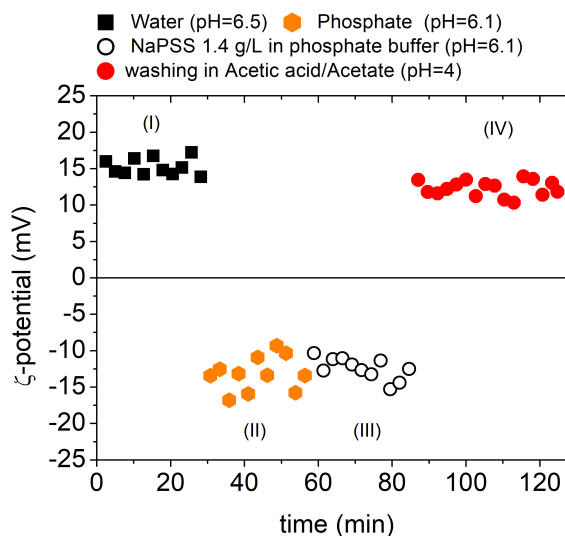 Water (pH=6.5) Phosphate (pH=6.1)
NaPSS 1.4 g/L in phosphate buffer (pH=6.1)
washing in Acetic acid/Acetate (pH=4)
25
20
15
10
5
0
-5
-10
-15
-20
-25
ζ-potential (mV)
(I)
(IV)
(II)
(III)
0 20 40 60 80 100 120
time (min)